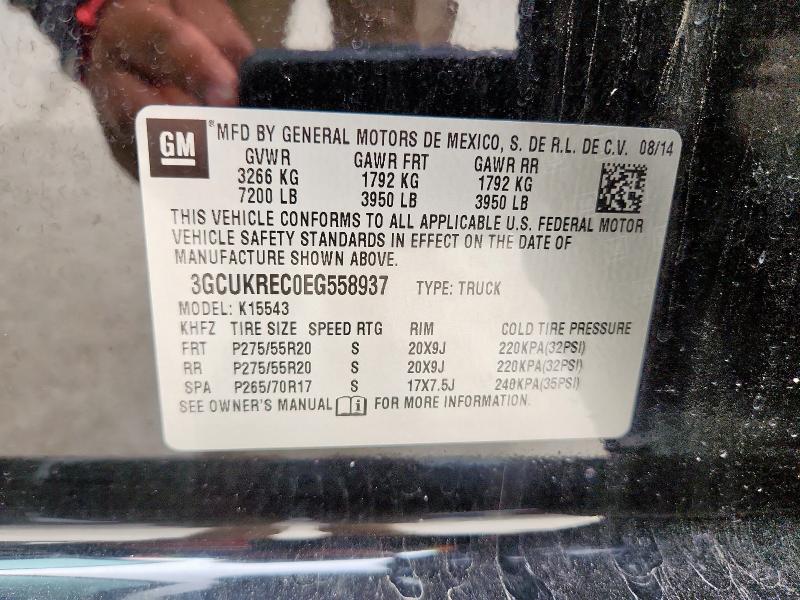 GM ® MFD BY GENERAL MOTORS DE MEXICO, S. DE R.L. DE C.V. 08/14
GVWR GAWR FRT GAWR RR
3266 KG 1792 KG 1792 KG
7200 LB 3950 LB 3950 LB
THIS VEHICLE CONFORMS TO ALL APPLICABLE U.S. FEDERAL MOTOR
VEHICLE SAFETY STANDARDS IN EFFECT ON THE DATE OF
MANUFACTURE SHOWN ABOVE.
3GCUKREC0EG558937 TYPE: TRUCK
MODEL: K15543
KHFZ TIRE SIZE SPEED RTG RIM COLD TIRE PRESSURE
FRT P275/55R20 S 20X9J 220KPA(32PSI)
RR P275/55R20 S 20X9J 220KPA(32PSI)
SPA P265/70R17 S 17X7.5J 240KPA(35PSI)
SEE OWNER'S MANUAL i FOR MORE INFORMATION.